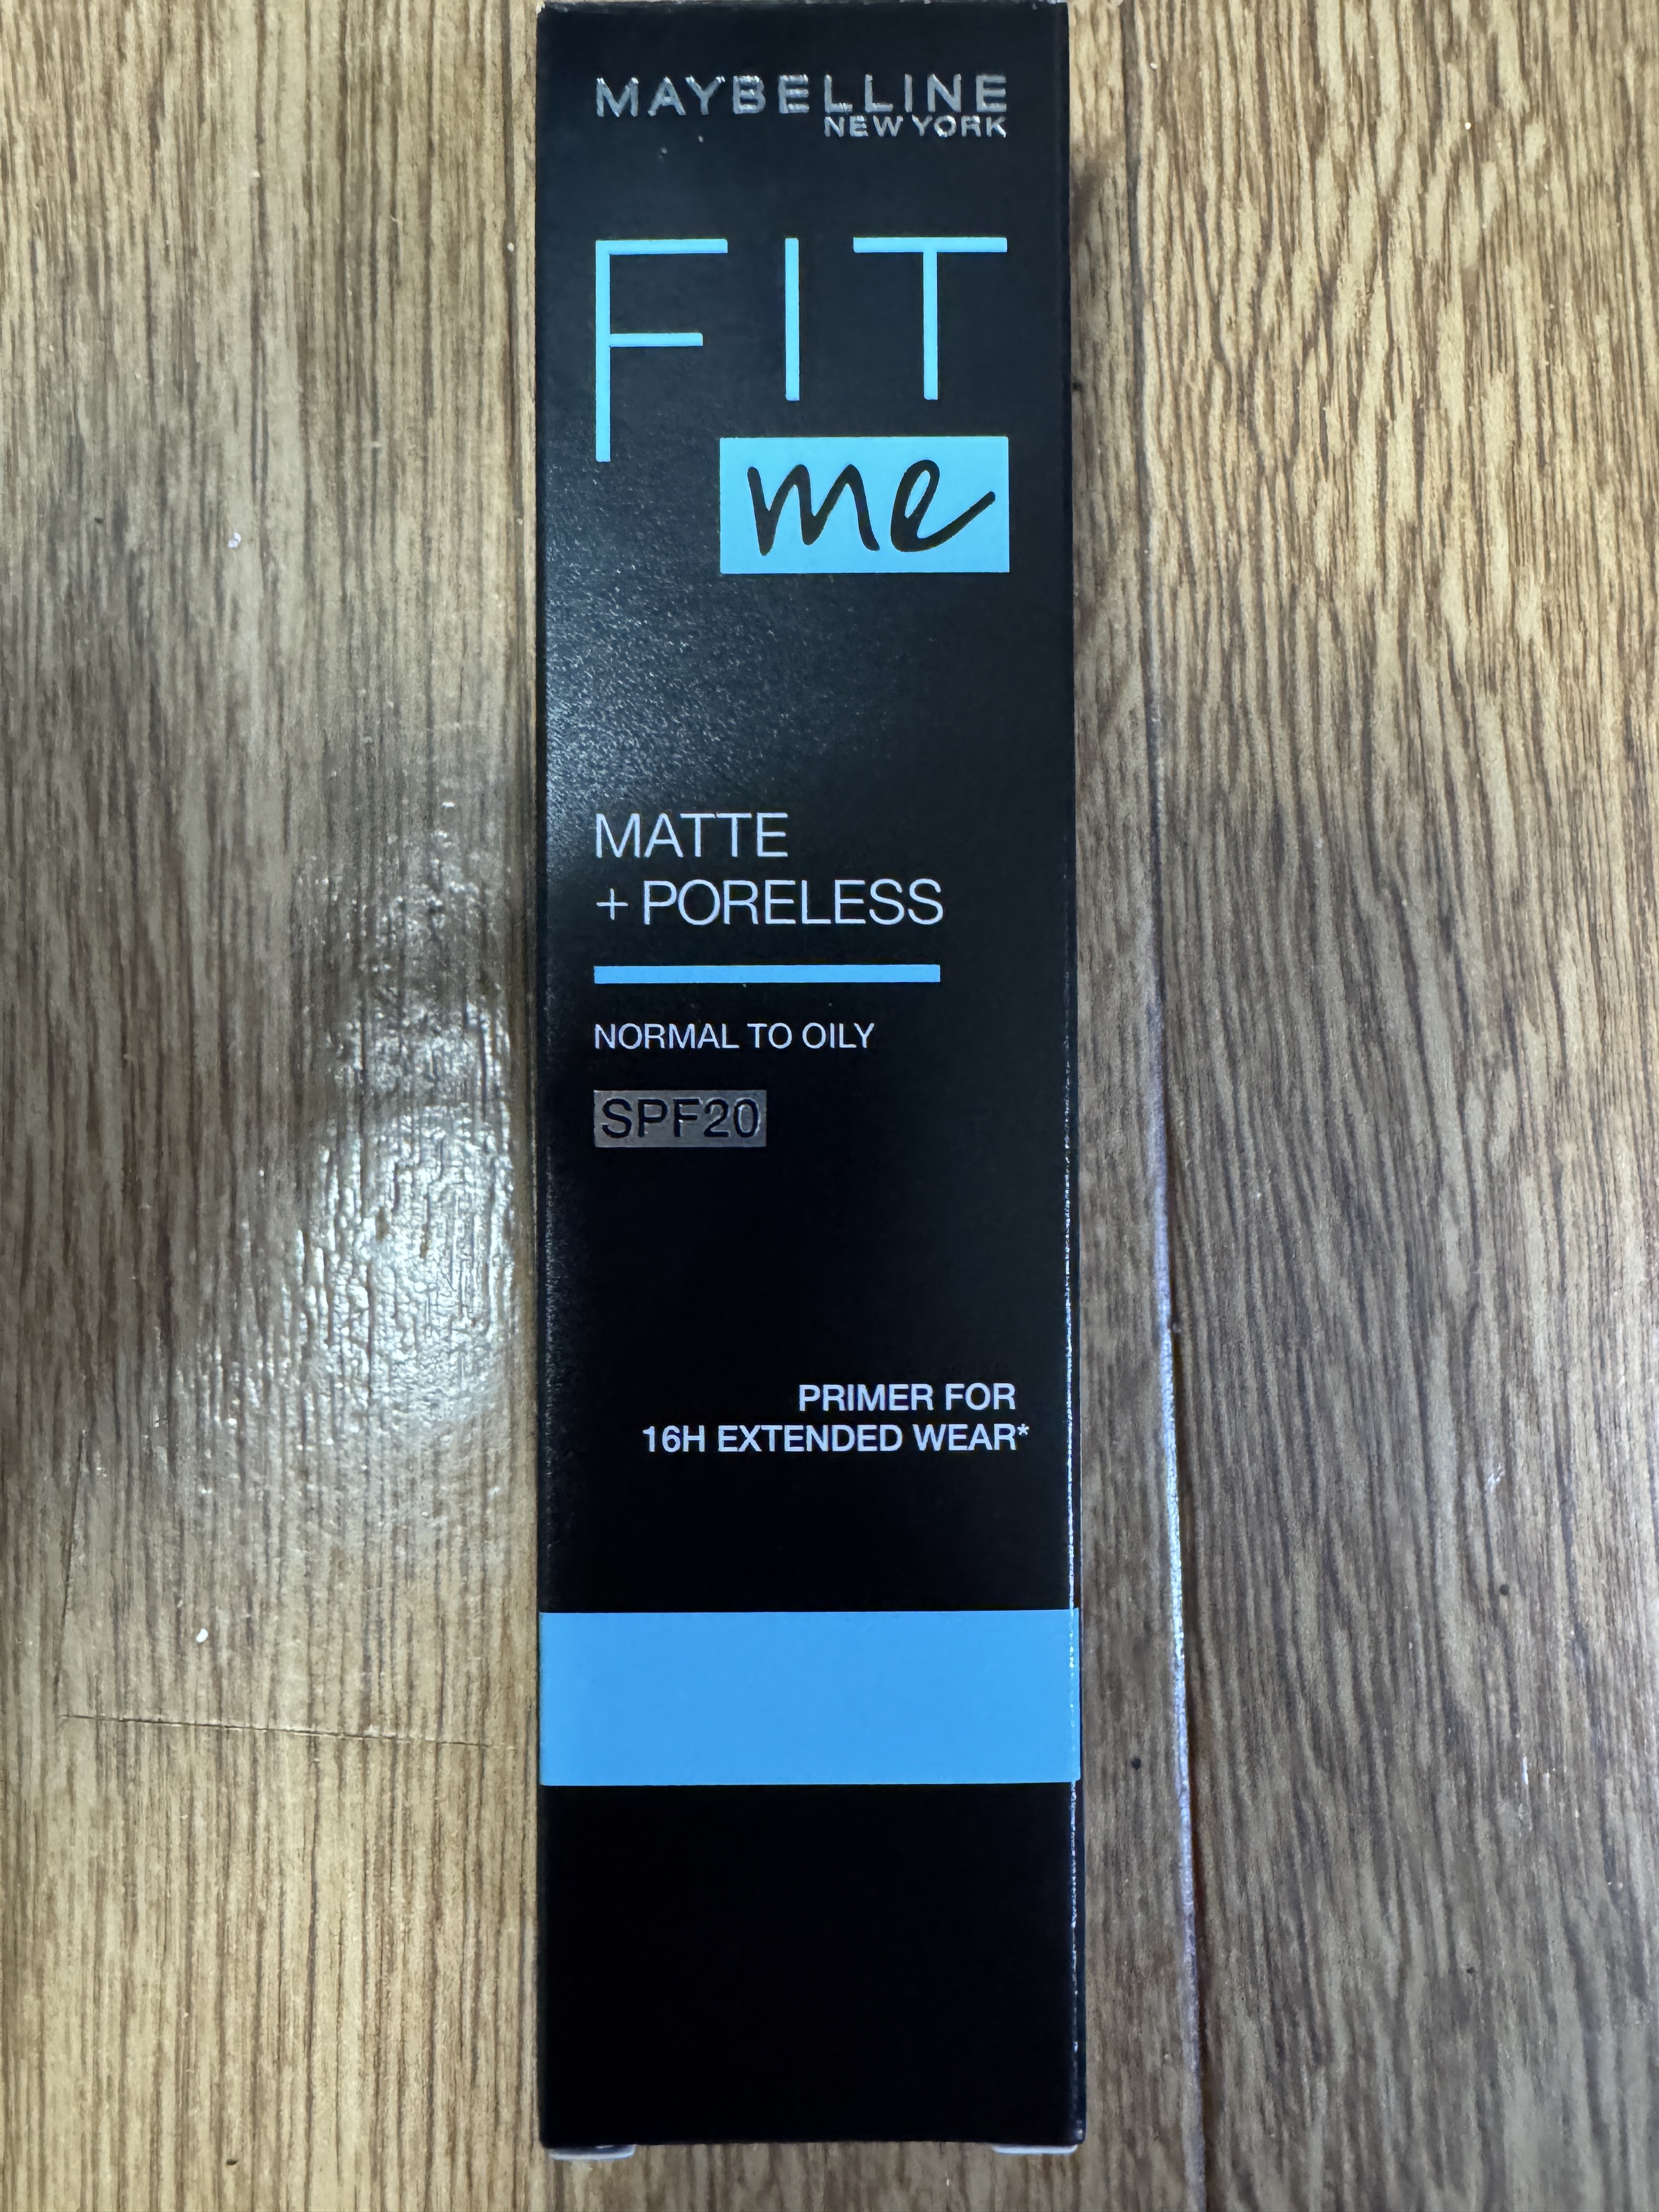 MAYBELLINE
NEW YORK
FIT
me
MATTE
+ PORELESS
NORMAL TO OILY
SPF20
PRIMER FOR
16H EXTENDED WEAR*